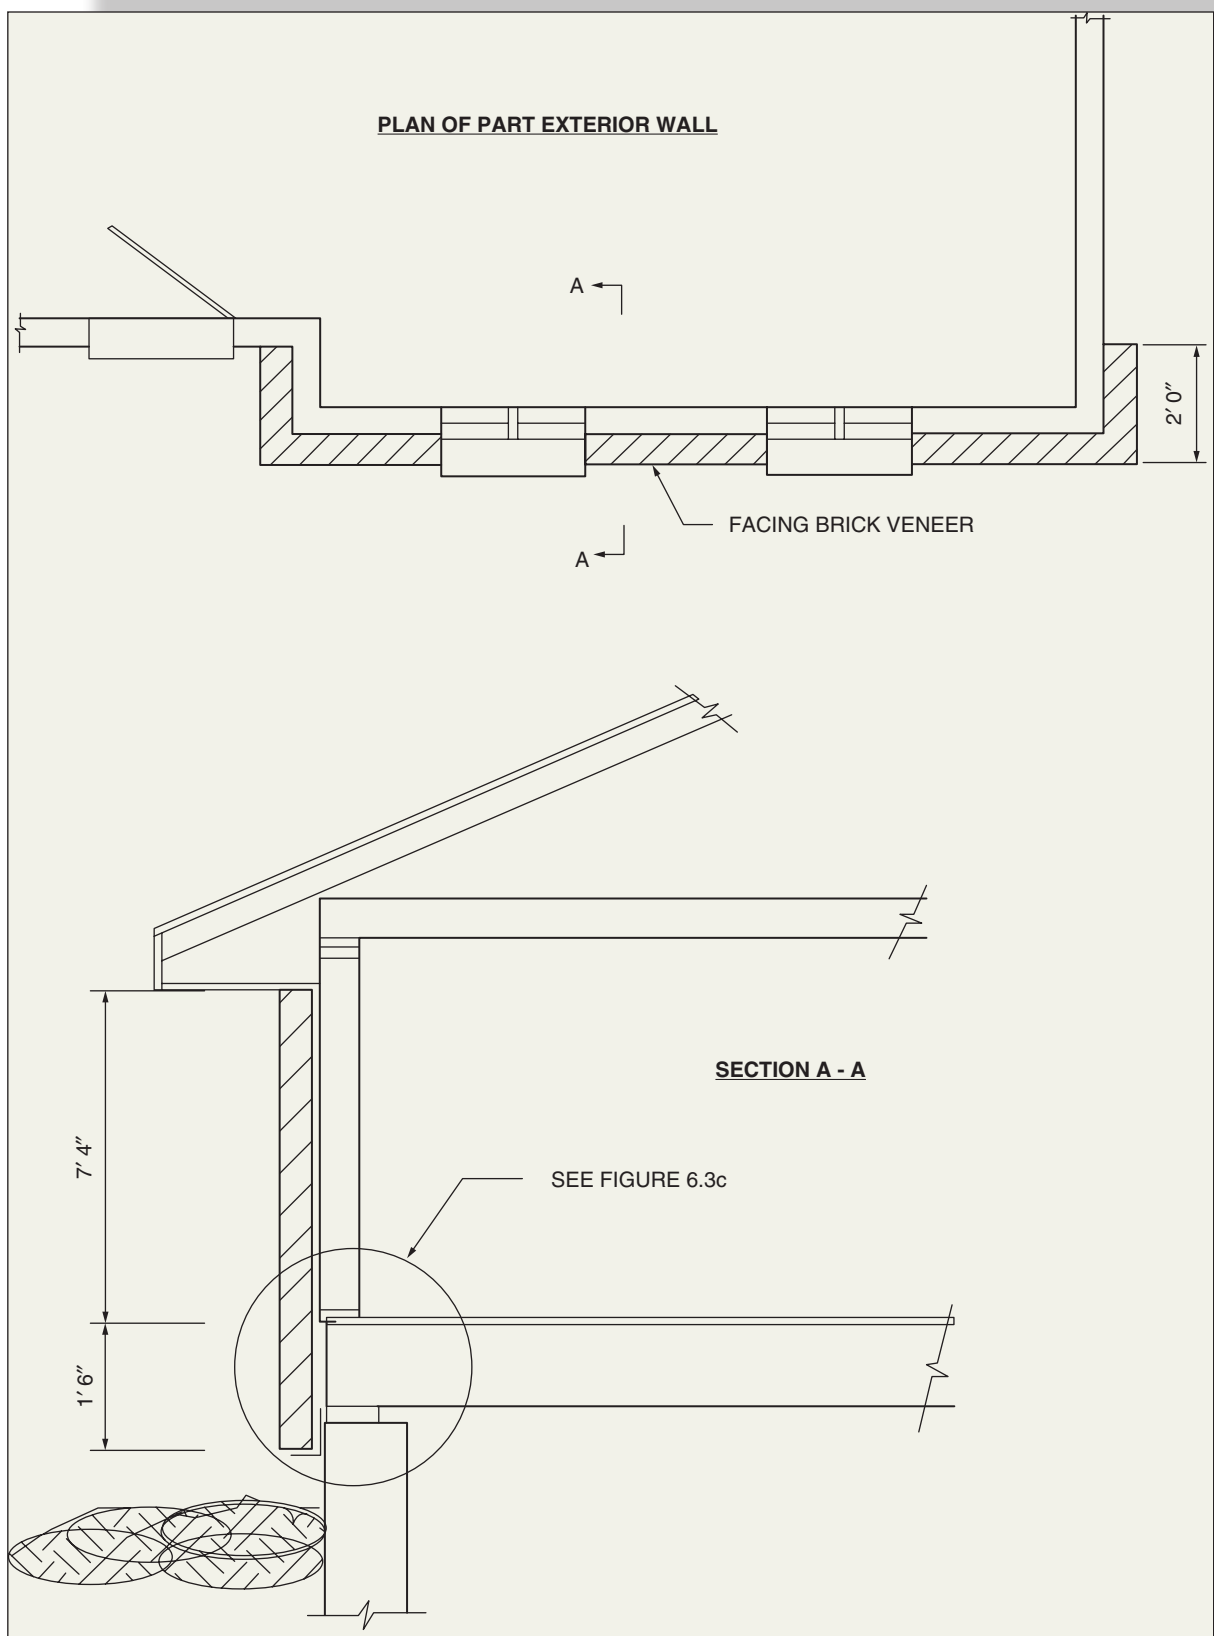 PLAN OF PART EXTERIOR WALL
A
2′ 0″
FACING BRICK VENEER
A
SECTION A - A
7′ 4″
SEE FIGURE 6.3c
1′ 6″